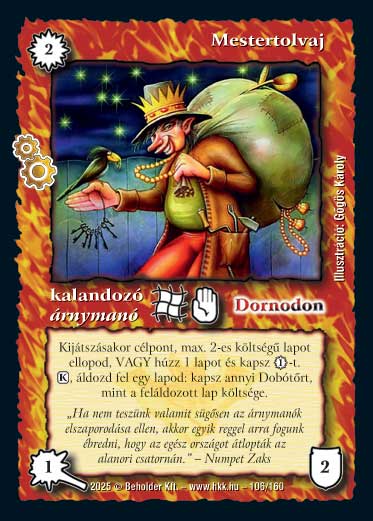 2
Mestertolvaj
Illusztráció: Gogös Károly
kalandozó
árnymanó
Dornodon
Kijátszásakor célpont, max. 2-es költségű lapot
ellopod, VAGY húzz 1 lapot és kapsz 1-t.
K, áldozd fel egy lapod: kapsz annyi Dobótőrt,
mint a feláldozott lap költsége.
„Ha nem teszünk valamit sügősen az árnymanók
elszaporodása ellen, akkor egyik reggel arra fogunk
ébredni, hogy az egész országot átlopták az
alanori csatornán.” – Numpet Zaks
1
2
2025 © Beholder Kft. – www.hkk.hu – 106/160